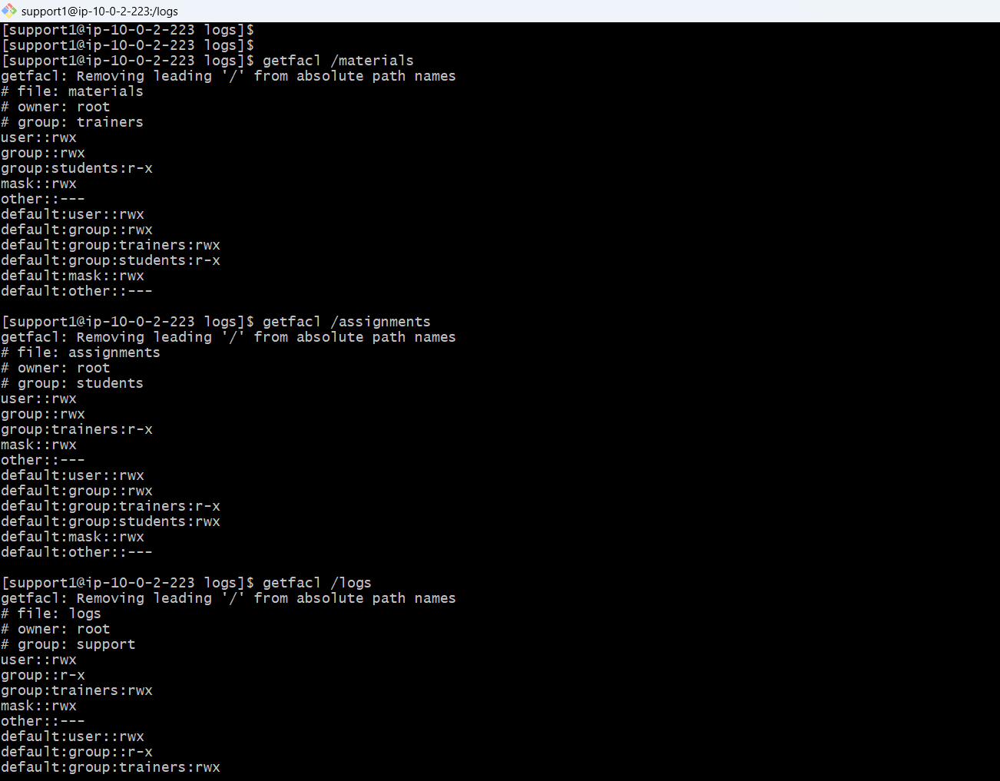 support1@ip-10-0-2-223:/logs
[support1@ip-10-0-2-223 logs]$
[support1@ip-10-0-2-223 logs]$
[support1@ip-10-0-2-223 logs]$ getfacl /materials
getfacl: Removing leading '/' from absolute path names
# file: materials
# owner: root
# group: trainers
user::rwx
group::rwx
group:students:r-x
mask::rwx
other::---
default:user::rwx
default:group::rwx
default:group:trainers:rwx
default:group:students:r-x
default:mask::rwx
default:other::---
[support1@ip-10-0-2-223 logs]$ getfacl /assignments
getfacl: Removing leading '/' from absolute path names
# file: assignments
# owner: root
# group: students
user::rwx
group::rwx
group:trainers:r-x
mask::rwx
other::---
default:user::rwx
default:group::rwx
default:group:trainers:r-x
default:group:students:rwx
default:mask::rwx
default:other::---
[support1@ip-10-0-2-223 logs]$ getfacl /logs
getfacl: Removing leading '/' from absolute path names
# file: logs
# owner: root
# group: support
user::rwx
group::r-x
group:trainers:rwx
mask::rwx
other::---
default:user::rwx
default:group::r-x
default:group:trainers:rwx